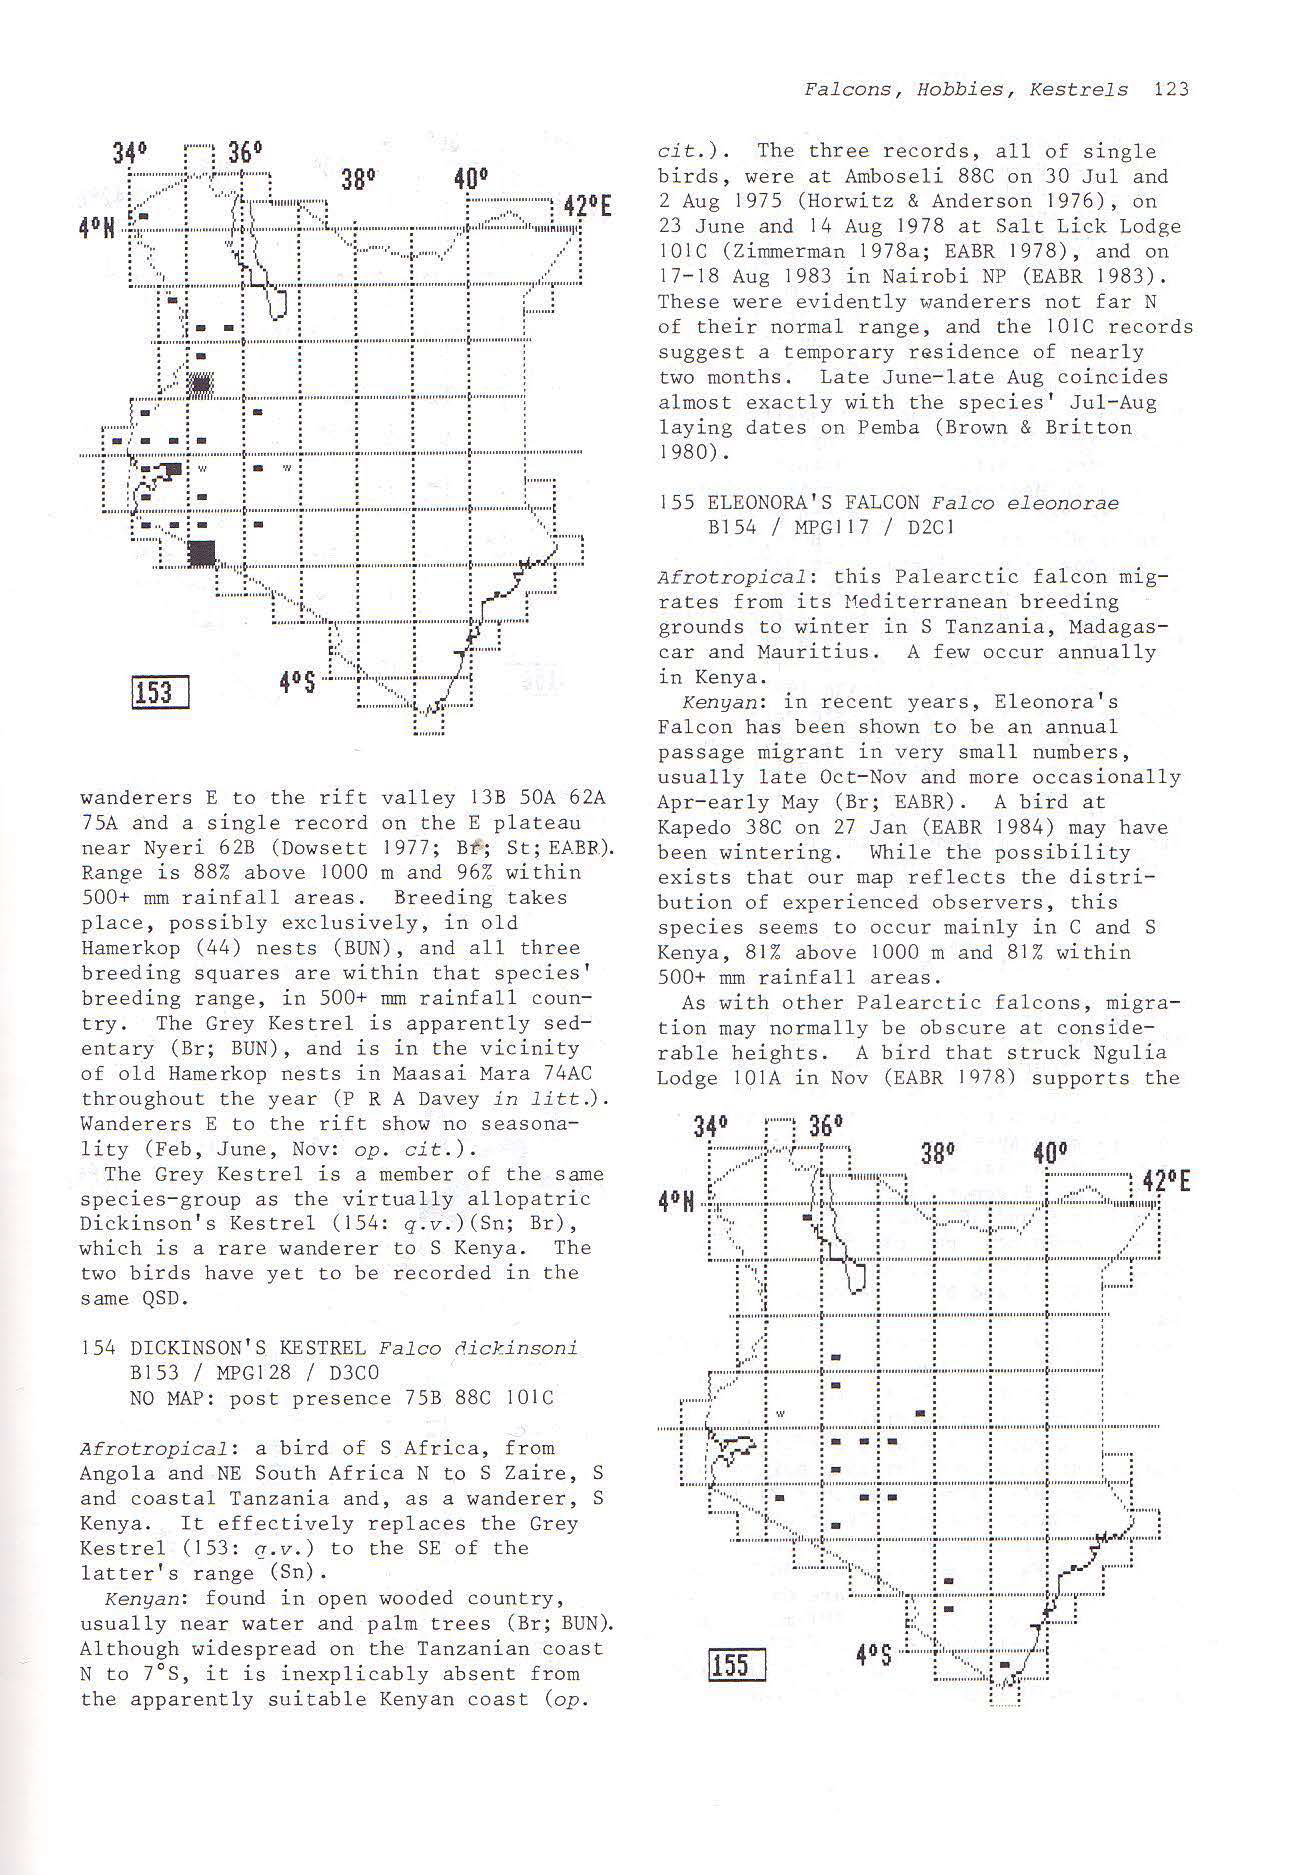 Falcons, Hobbies, Kestrels 123
34° 36°
38° 40°
42°E
4°N
W
W
4°S
153
wanderers E to the rift valley 13B 50A 62A
75A and a single record on the E plateau
near Nyeri 62B (Dowsett 1977; Br; St; EABR).
Range is 88% above 1000 m and 96% within
500+ mm rainfall areas. Breeding takes
place, possibly exclusively, in old
Hamerkop (44) nests (BUN), and all three
breeding squares are within that species'
breeding range, in 500+ mm rainfall coun-
try. The Grey Kestrel is apparently sed-
entary (Br; BUN), and is in the vicinity
of old Hamerkop nests in Maasai Mara 74AC
throughout the year (P R A Davey in litt.).
Wanderers E to the rift show no seasona-
lity (Feb, June, Nov: op. cit.).
The Grey Kestrel is a member of the same
species-group as the virtually allopatric
Dickinson's Kestrel (154: q.v.)(Sn; Br),
which is a rare wanderer to S Kenya. The
two birds have yet to be recorded in the
same QSD.
154 DICKINSON'S KESTREL Falco dickinsoni
B153 / MPG128 / D3C0
NO MAP: post presence 75B 88C 101C
Afrotropical: a bird of S Africa, from
Angola and NE South Africa N to S Zaire, S
and coastal Tanzania and, as a wanderer, S
Kenya. It effectively replaces the Grey
Kestrel (153: q.v.) to the SE of the
latter's range (Sn).
Kenyan: found in open wooded country,
usually near water and palm trees (Br; BUN).
Although widespread on the Tanzanian coast
N to 7°S, it is inexplicably absent from
the apparently suitable Kenyan coast (op.
cit.). The three records, all of single
birds, were at Amboseli 88C on 30 Jul and
2 Aug 1975 (Horwitz & Anderson 1976), on
23 June and 14 Aug 1978 at Salt Lick Lodge
101C (Zimmerman 1978a; EABR 1978), and on
17-18 Aug 1983 in Nairobi NP (EABR 1983).
These were evidently wanderers not far N
of their normal range, and the 101C records
suggest a temporary residence of nearly
two months. Late June-late Aug coincides
almost exactly with the species' Jul-Aug
laying dates on Pemba (Brown & Britton
1980).
155 ELEONORA'S FALCON Falco eleonorae
B154 / MPG117 / D2C1
Afrotropical: this Palearctic falcon mig-
rates from its Mediterranean breeding
grounds to winter in S Tanzania, Madagas-
car and Mauritius. A few occur annually
in Kenya.
Kenyan: in recent years, Eleonora's
Falcon has been shown to be an annual
passage migrant in very small numbers,
usually late Oct-Nov and more occasionally
Apr-early May (Br; EABR). A bird at
Kapedo 38C on 27 Jan (EABR 1984) may have
been wintering. While the possibility
exists that our map reflects the distri-
bution of experienced observers, this
species seems to occur mainly in C and S
Kenya, 81% above 1000 m and 81% within
500+ mm rainfall areas.
As with other Palearctic falcons, migra-
tion may normally be obscure at conside-
rable heights. A bird that struck Ngulia
Lodge 101A in Nov (EABR 1978) supports the
34° 36°
38° 40°
42°E
4°N
W
4°S
155